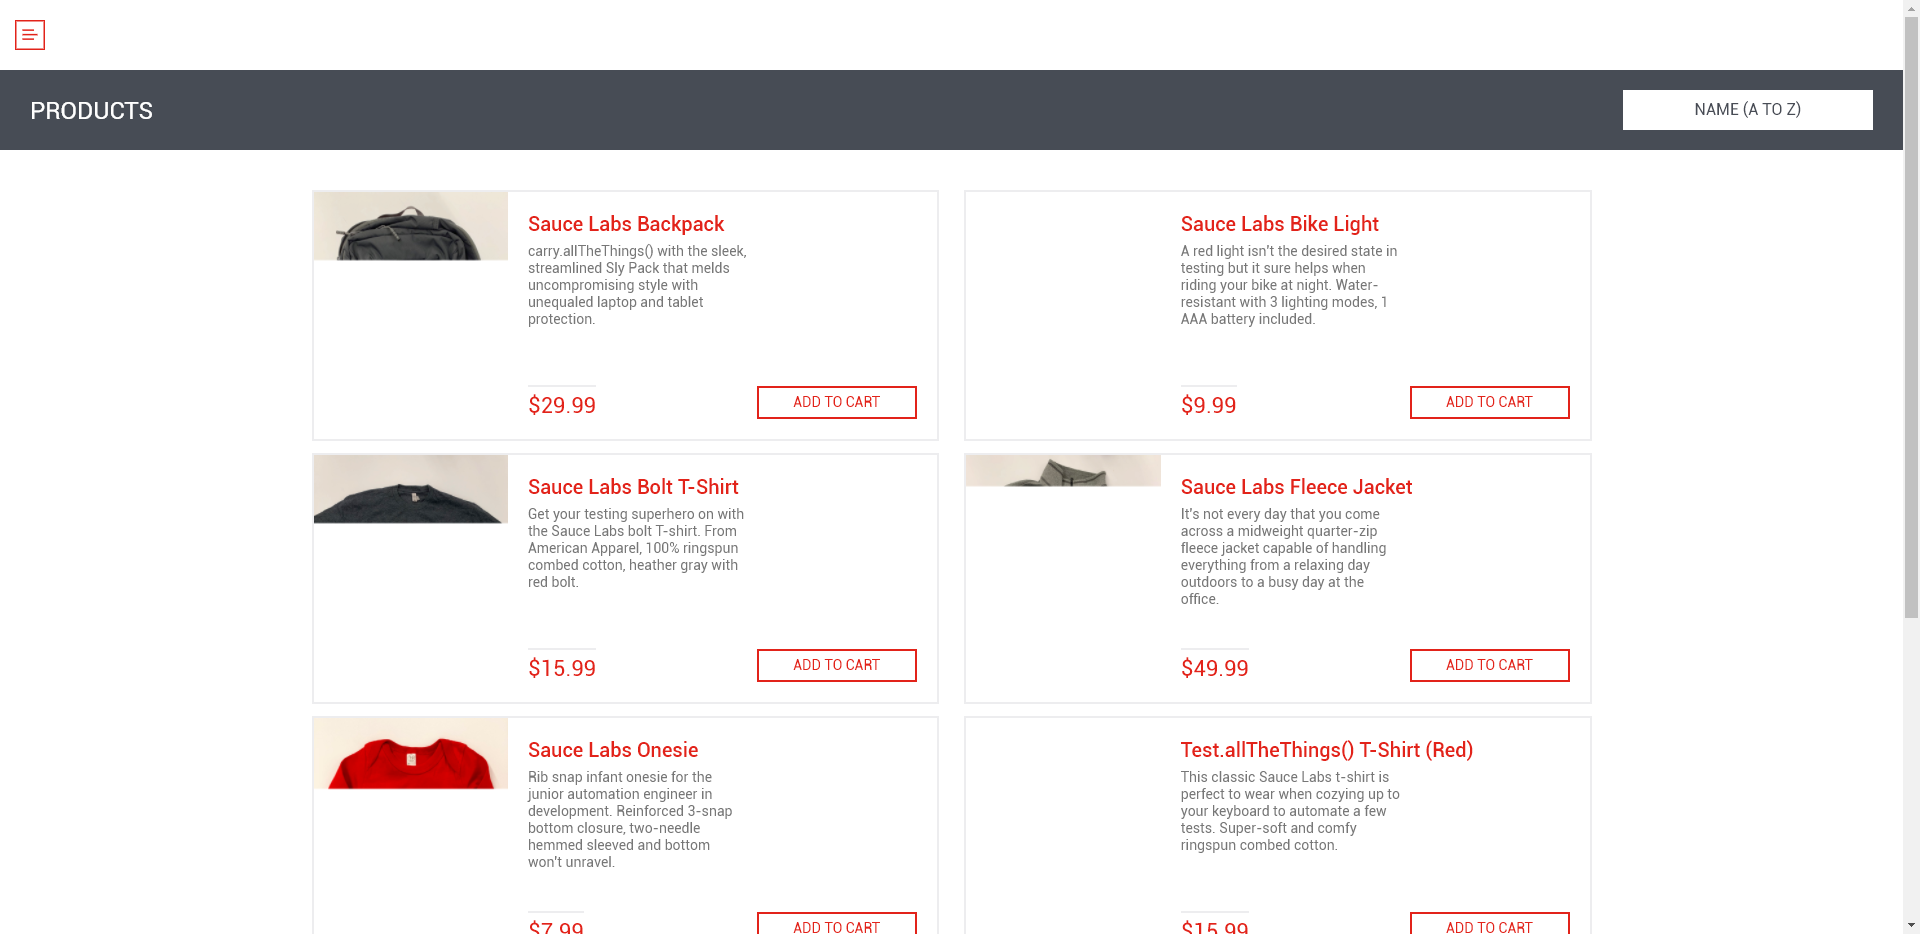 PRODUCTS
NAME (A TO Z)
Sauce Labs Backpack
carry.allTheThings() with the sleek,
streamlined Sly Pack that melds
uncompromising style with
unequaled laptop and tablet
protection.
$29.99
ADD TO CART
Sauce Labs Bike Light
A red light isn't the desired state in
testing but it sure helps when
riding your bike at night. Water-
resistant with 3 lighting modes, 1
AAA battery included.
$9.99
ADD TO CART
Sauce Labs Bolt T-Shirt
Get your testing superhero on with
the Sauce Labs bolt T-shirt. From
American Apparel, 100% ringspun
combed cotton, heather gray with
red bolt.
$15.99
ADD TO CART
Sauce Labs Fleece Jacket
It's not every day that you come
across a midweight quarter-zip
fleece jacket capable of handling
everything from a relaxing day
outdoors to a busy day at the
office.
$49.99
ADD TO CART
Sauce Labs Onesie
Rib snap infant onesie for the
junior automation engineer in
development. Reinforced 3-snap
bottom closure, two-needle
hemmed sleeved and bottom
won't unravel.
$7.99
ADD TO CART
Test.allTheThings() T-Shirt (Red)
This classic Sauce Labs t-shirt is
perfect to wear when cozying up to
your keyboard to automate a few
tests. Super-soft and comfy
ringspun combed cotton.
$15.99
ADD TO CART